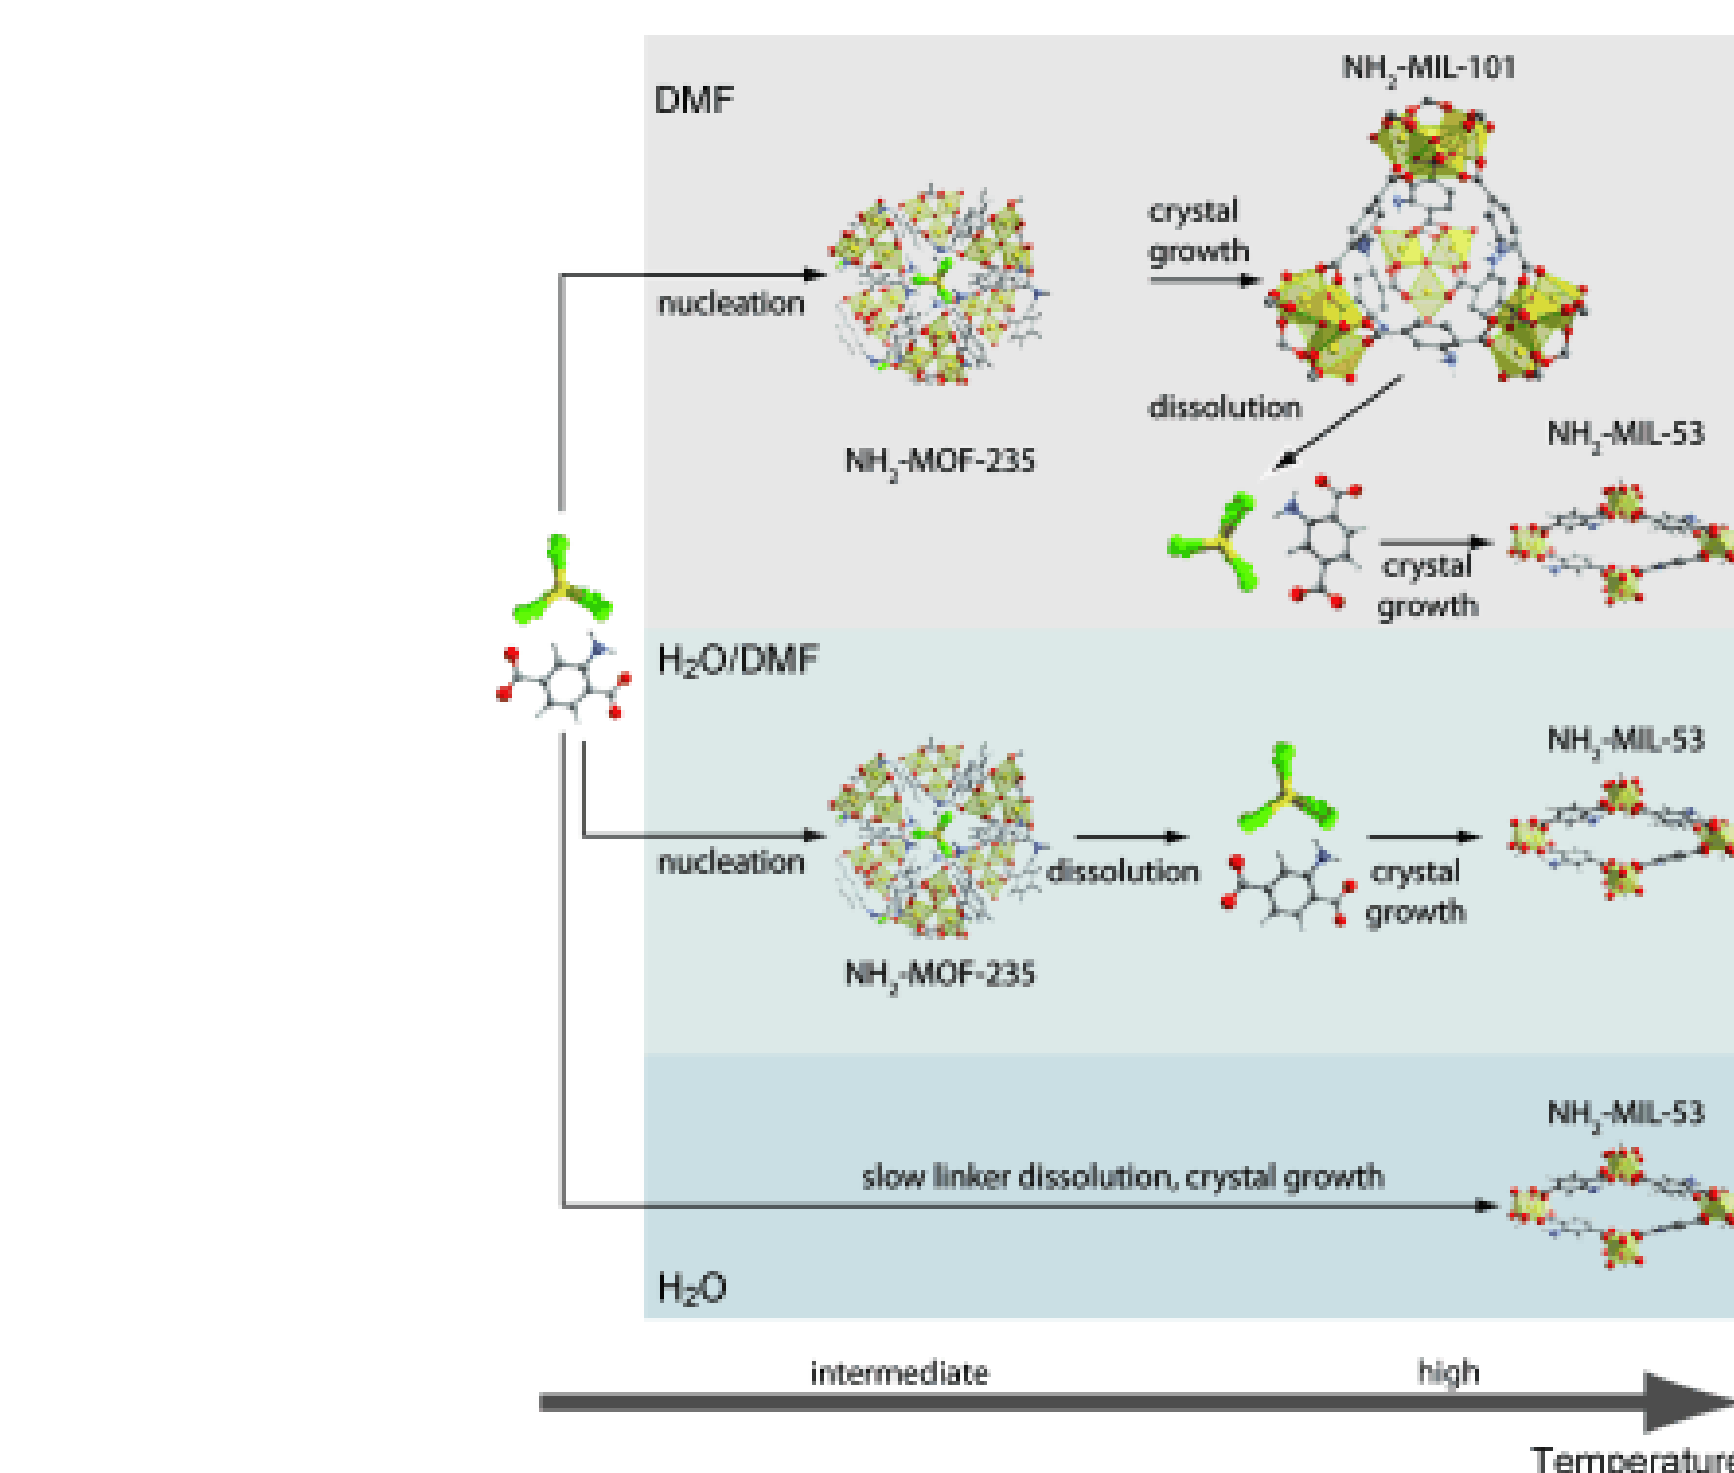 DMF
NH2-MIL-101
crystal
growth
nucleation
dissolution
NH2-MOF-235
NH2-MIL-53
crystal
growth
H2O/DMF
NH2-MIL-53
nucleation
dissolution
crystal
growth
NH2-MOF-235
NH2-MIL-53
slow linker dissolution, crystal growth
H2O
intermediate
high
Temperature